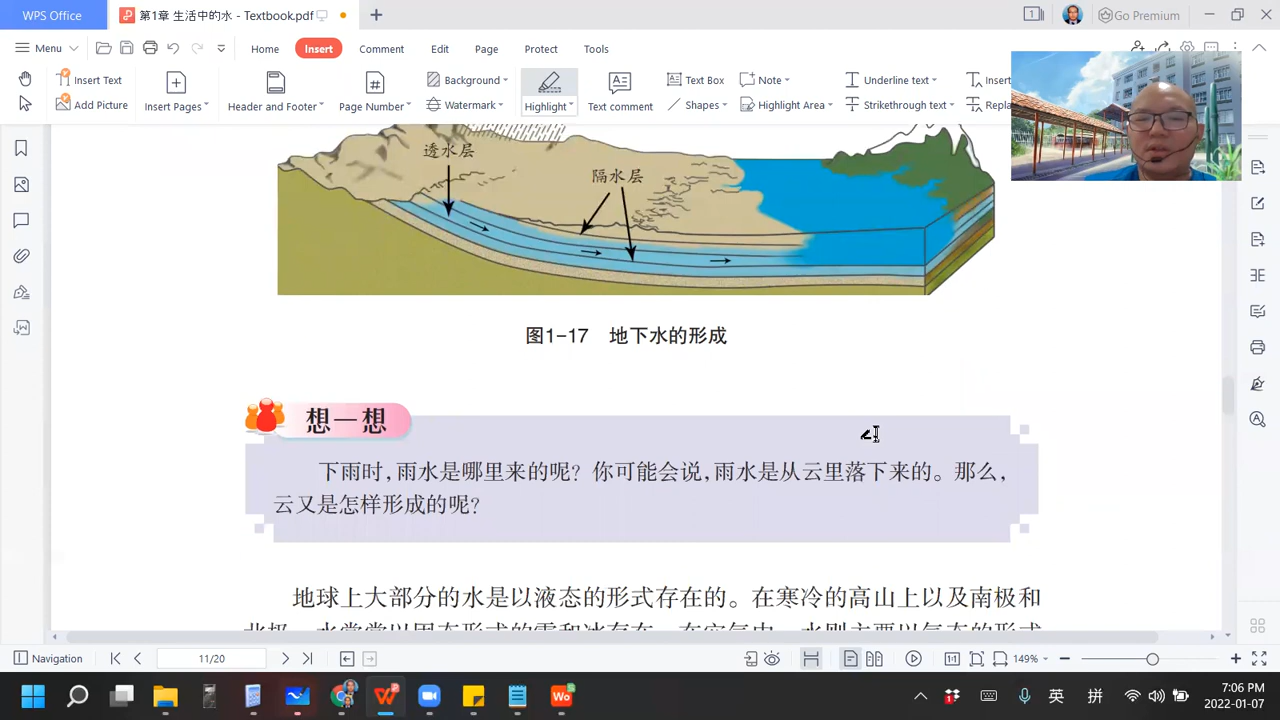 WPS Office
第1章 生活中的水 - Textbook.pdf
Go Premium
Menu
Home
Insert
Comment
Edit
Page
Protect
Tools
Insert Text
Add Picture
Insert Pages
Header and Footer
Page Number
Background
Watermark
Highlight
Text comment
Text Box
Shapes
Note
Highlight Area
Underline text
Strikethrough text
Insert
透水层
隔水层
图1-17 地下水的形成
想一想
下雨时,雨水是哪里来的呢? 你可能会说,雨水是从云里落下来的。那么,
云又是怎样形成的呢?
地球上大部分的水是以液态的形式存在的。在寒冷的高山上以及南极和
Navigation
11/20
149%
英
拼
7:06 PM
2022-01-07